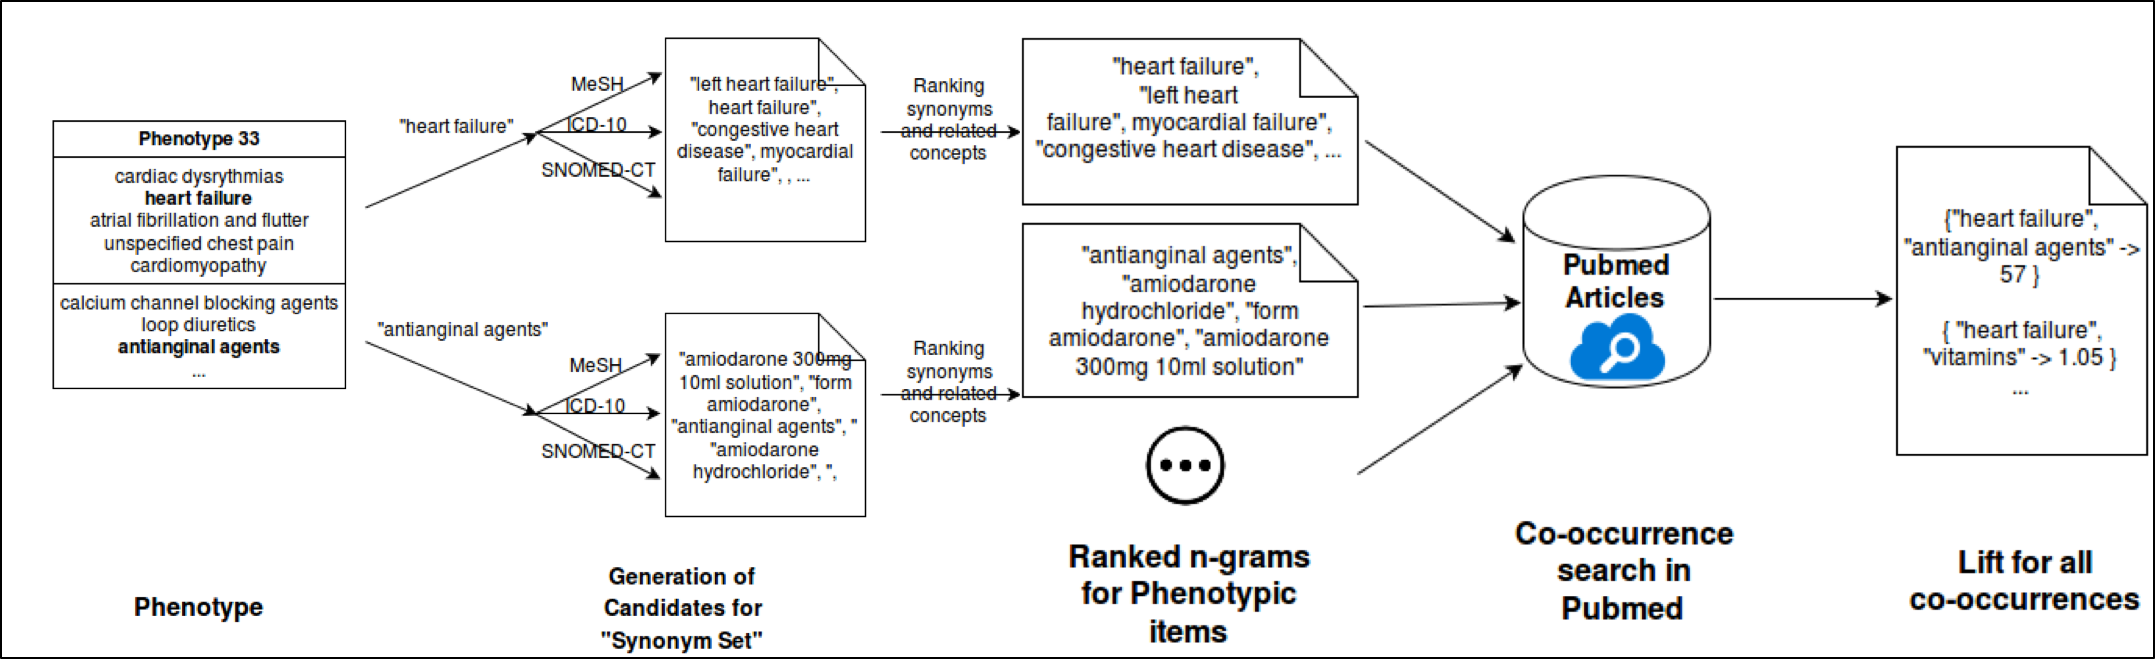 Phenotype 33
cardiac dysrythmias
heart failure
atrial fibrillation and flutter
unspecified chest pain
cardiomyopathy
calcium channel blocking agents
loop diuretics
antianginal agents
...
Phenotype
"heart failure"
MeSH
ICD-10
SNOMED-CT
"antianginal agents"
MeSH
ICD-10
SNOMED-CT
"left heart failure",
heart failure",
"congestive heart
disease", myocardial
failure", , ...
"amiodarone 300mg
10ml solution", "form
amiodarone",
"antianginal agents", "
"amiodarone
hydrochloride", ",
Generation of
Candidates for
"Synonym Set"
Ranking
synonyms
and related
concepts
Ranking
synonyms
and related
concepts
"heart failure",
"left heart
failure", myocardial failure",
"congestive heart disease", ...
"antianginal agents",
"amiodarone
hydrochloride", "form
amiodarone", "amiodarone
300mg 10ml solution"
Ranked n-grams
for Phenotypic
items
Pubmed
Articles
Co-occurrence
search in
Pubmed
{"heart failure",
"antianginal agents" ->
57 }
{ "heart failure",
"vitamins" -> 1.05 }
...
Lift for all
co-occurrences